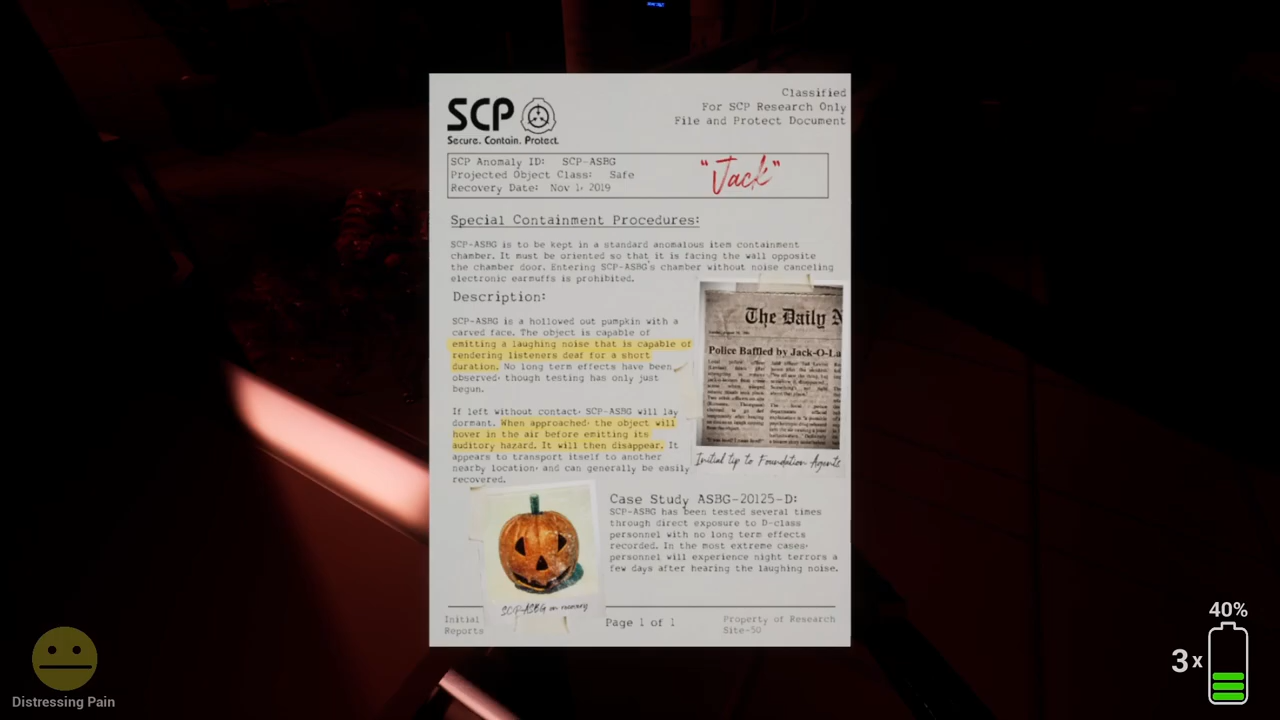 SCP
Secure. Contain. Protect.
Classified
For SCP Research Only
File and Protect Document
SCP Anomaly ID: SCP-ASBG
Projected Object Class: Safe
Recovery Date: Nov 1, 2019
"Jack"
Special Containment Procedures:
SCP-ASBG is to be kept in a standard anomalous item containment
chamber. It must be oriented so that it is facing the wall opposite
the chamber door. Entering SCP-ASBG's chamber without noise canceling
electronic earmuffs is prohibited.
Description:
SCP-ASBG is a hollowed out pumpkin with a
carved face. The object is capable of
emitting a laughing noise that is capable of
rendering listeners deaf for a short
duration. No long term effects have been
observed, though testing has only just
begun.
If left without contact, SCP-ASBG will lay
dormant. When approached, the object will
hover in the air before emitting its
auditory hazard. It will then disappear. It
appears to transport itself to another
nearby location, and can generally be easily
recovered.
The Daily N
Police Baffled by Jack-O-La
Initial tip to Foundation Agents
Case Study ASBG-20125-D:
SCP-ASBG has been tested several times
through direct exposure to D-class
personnel with no long term effects
recorded. In the most extreme cases,
personnel will experience night terrors a
few days after hearing the laughing noise.
SCP-ASBG on recovery
Initial
Reports
Page 1 of 1
Property of Research
Site-50
Distressing Pain
40%
3x